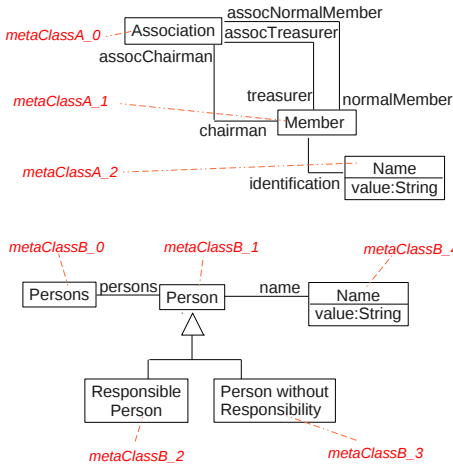 assocNormalMember
metaClassA_0
Association
assocTreasurer
assocChairman
metaClassA_1
treasurer
normalMember
chairman
Member
metaClassA_2
Name
identification
value:String
metaClassB_0
metaClassB_1
metaClassB_4
Persons
persons
Person
name
Name
value:String
Responsible
Person
Person without
Responsibility
metaClassB_2
metaClassB_3